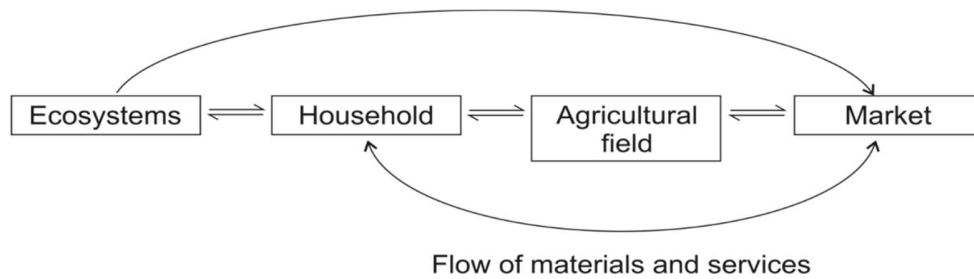 Ecosystems
Household
Agricultural
field
Market
Flow of materials and services